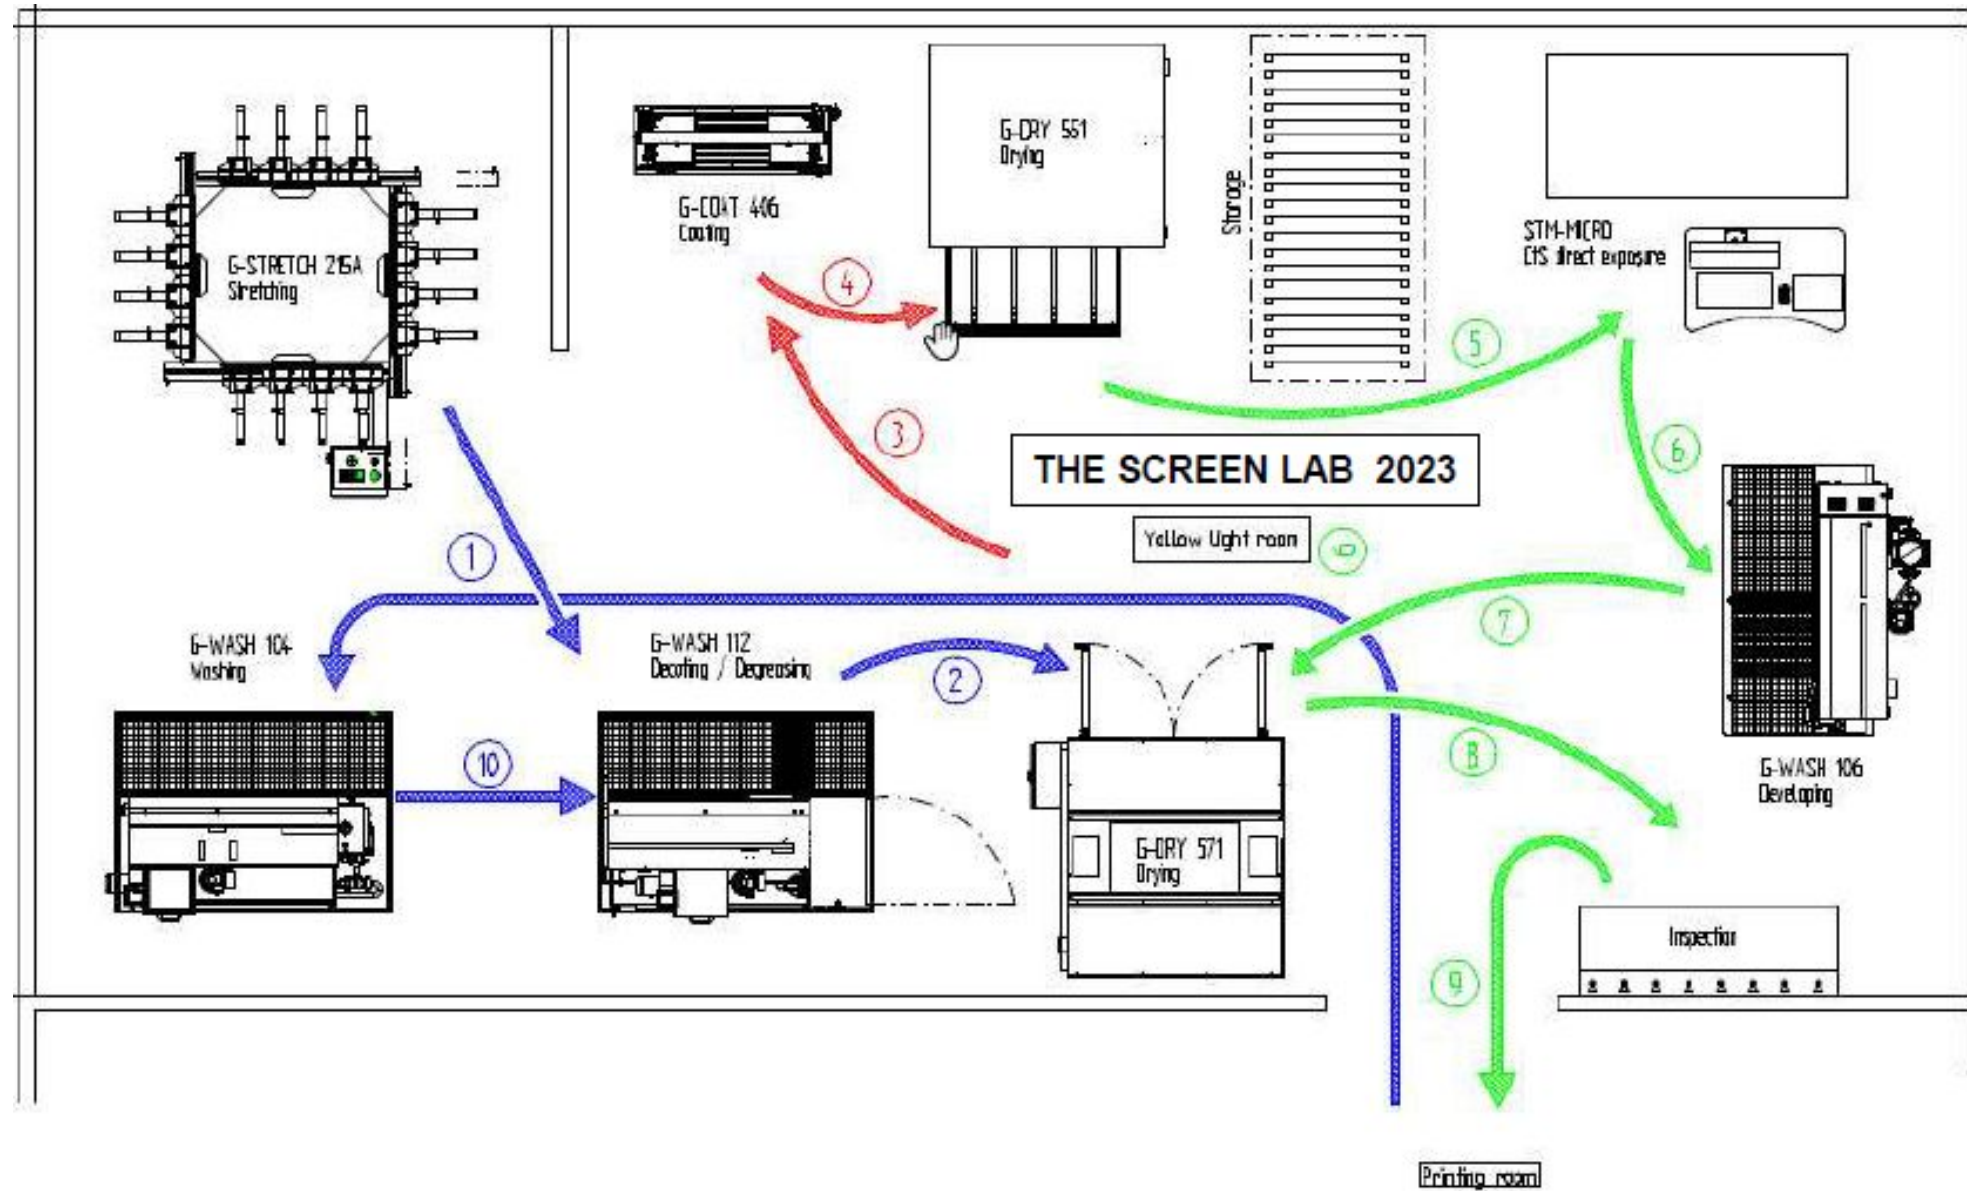 G-STRETCH 215A
Stretching
G-COAT 406
Coating
G-DRY 551
Drying
Storage
STM-MICRO
CtS direct exposure
4
5
3
6
THE SCREEN LAB 2023
Yellow light room
1
7
G-WASH 104
Washing
G-WASH 112
Decoting / Degreasing
2
8
10
G-WASH 106
Developing
G-DRY 571
Drying
Inspection
9
Printing room